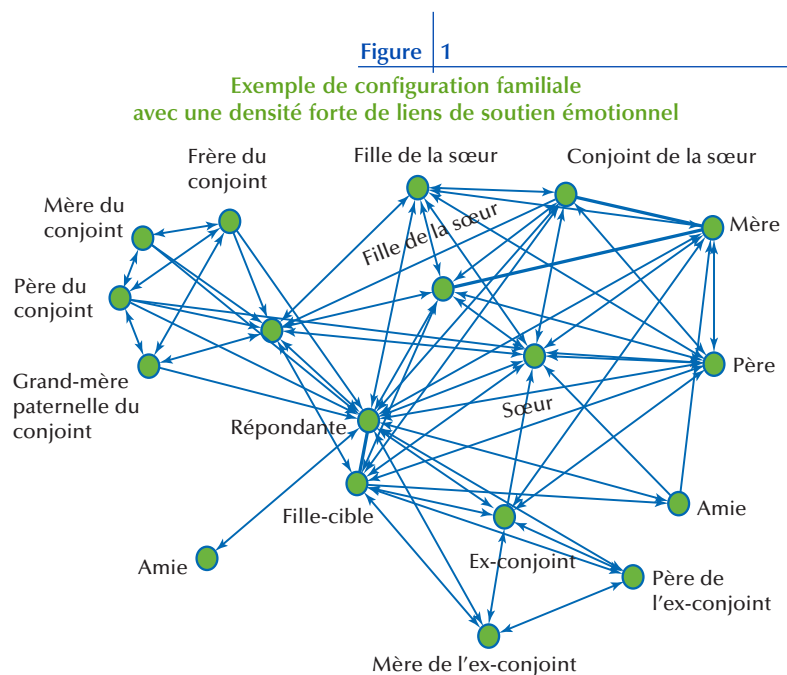 Figure 1
Exemple de configuration familiale
avec une densité forte de liens de soutien émotionnel
Frère du
conjoint
Fille de la sœur
Conjoint de la sœur
Mère du
conjoint
Fille de la sœur
Mère
Père du
conjoint
Père
Grand-mère
paternelle du
conjoint
Sœur
Répondante
Fille-cible
Amie
Amie
Ex-conjoint
Père de
l'ex-conjoint
Mère de l'ex-conjoint